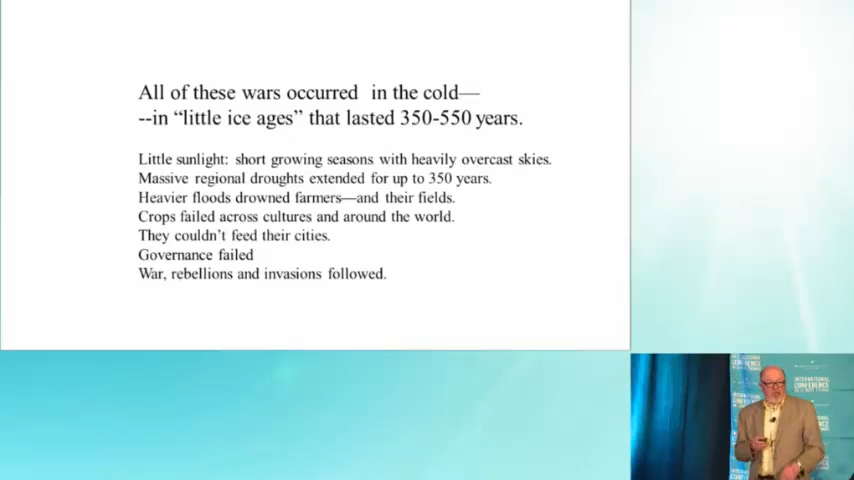 All of these wars occurred in the cold—
--in “little ice ages” that lasted 350-550 years.
Little sunlight: short growing seasons with heavily overcast skies.
Massive regional droughts extended for up to 350 years.
Heavier floods drowned farmers—and their fields.
Crops failed across cultures and around the world.
They couldn’t feed their cities.
Governance failed
War, rebellions and invasions followed.
INTERNATIONAL
CONFERENCE